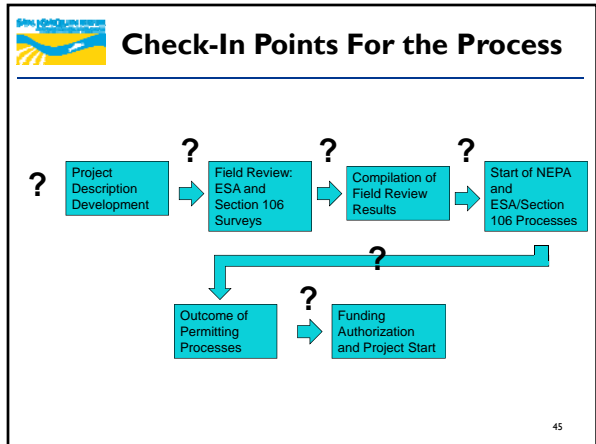 Check-In Points For the Process
?
Project
Description
Development
?
Field Review:
ESA and
Section 106
Surveys
?
Compilation of
Field Review
Results
?
Start of NEPA
and
ESA/Section
106 Processes
?
Outcome of
Permitting
Processes
?
Funding
Authorization
and Project Start
45